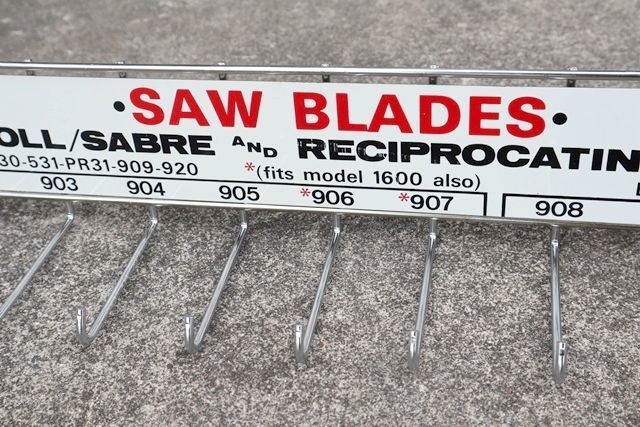 •SAW BLADES•
OLL/SABRE AND RECIPROCATIN
30-531-PR31-909-920 *(fits model 1600 also)
903 904 905 *906 *907 908